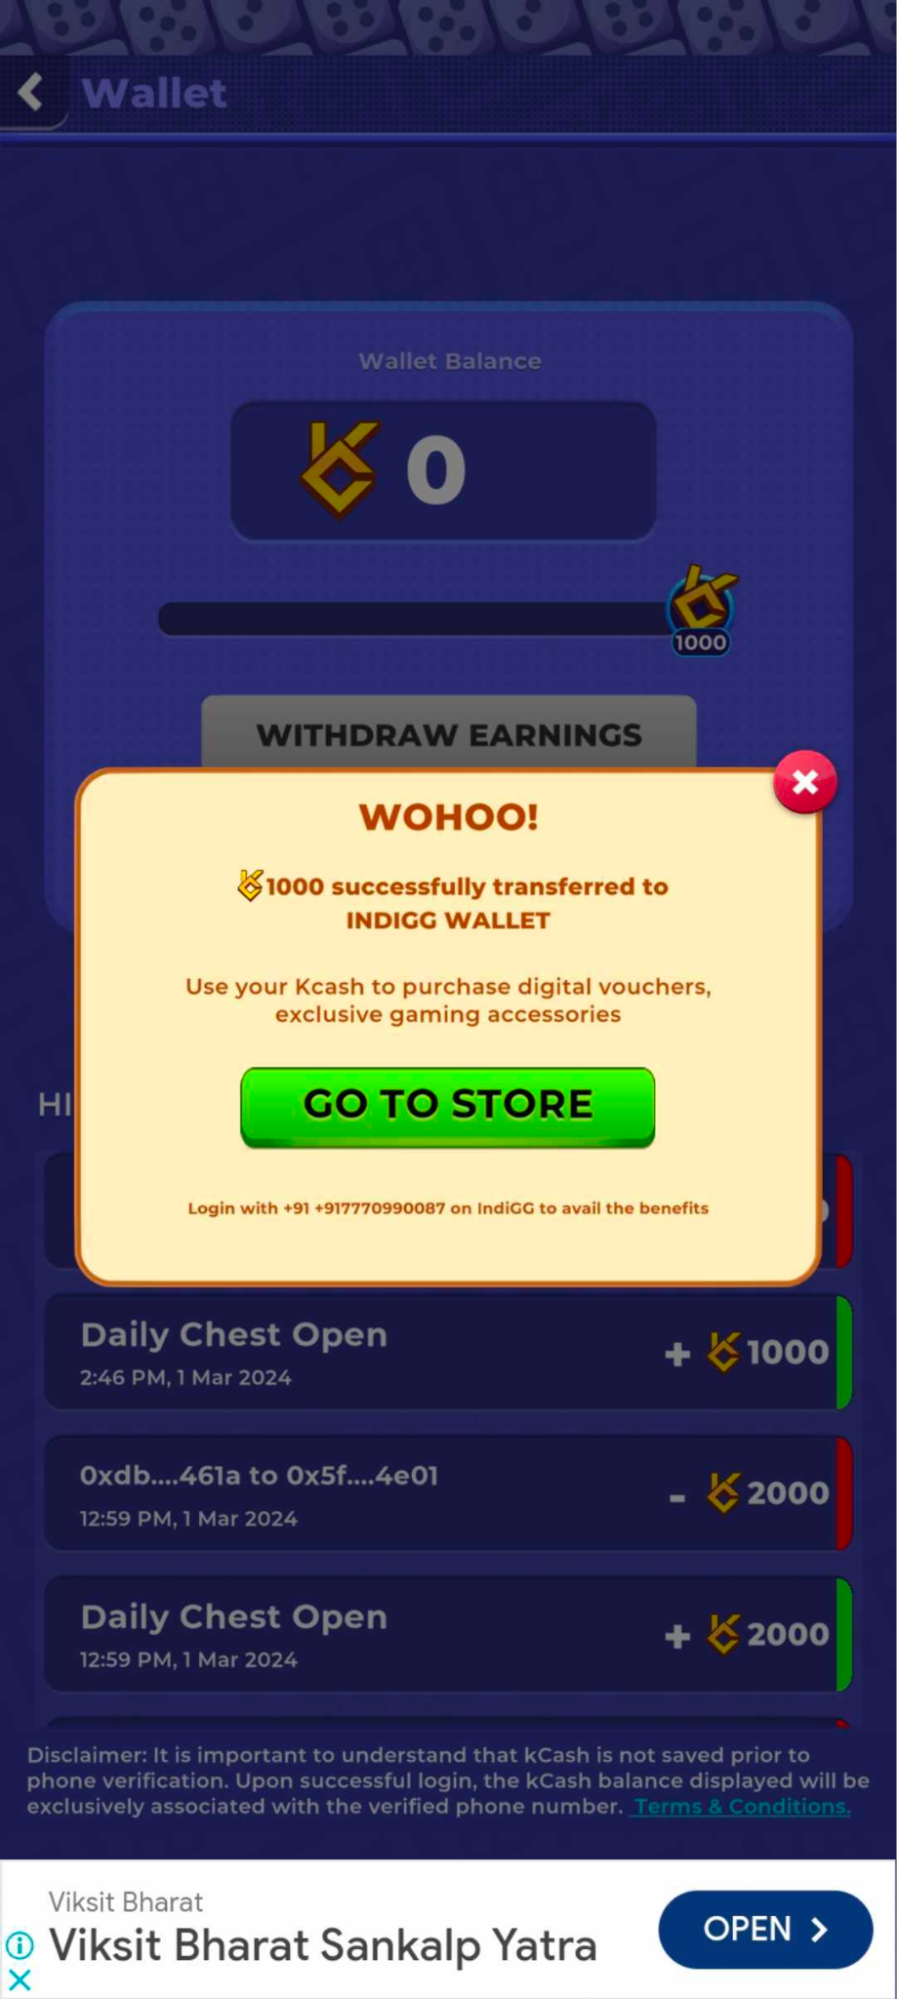 Wallet
Wallet Balance
0
1000
WITHDRAW EARNINGS
WOHOO!
1000 successfully transferred to
INDIGG WALLET
Use your Kcash to purchase digital vouchers,
exclusive gaming accessories
GO TO STORE
HI
Login with +91 +917770990087 on IndiGG to avail the benefits
Daily Chest Open
+ 1000
2:46 PM, 1 Mar 2024
0xdb....461a to 0x5f....4e01
- 2000
12:59 PM, 1 Mar 2024
Daily Chest Open
+ 2000
12:59 PM, 1 Mar 2024
Disclaimer: It is important to understand that kCash is not saved prior to
phone verification. Upon successful login, the kCash balance displayed will be
exclusively associated with the verified phone number. Terms & Conditions.
Viksit Bharat
Viksit Bharat Sankalp Yatra
OPEN